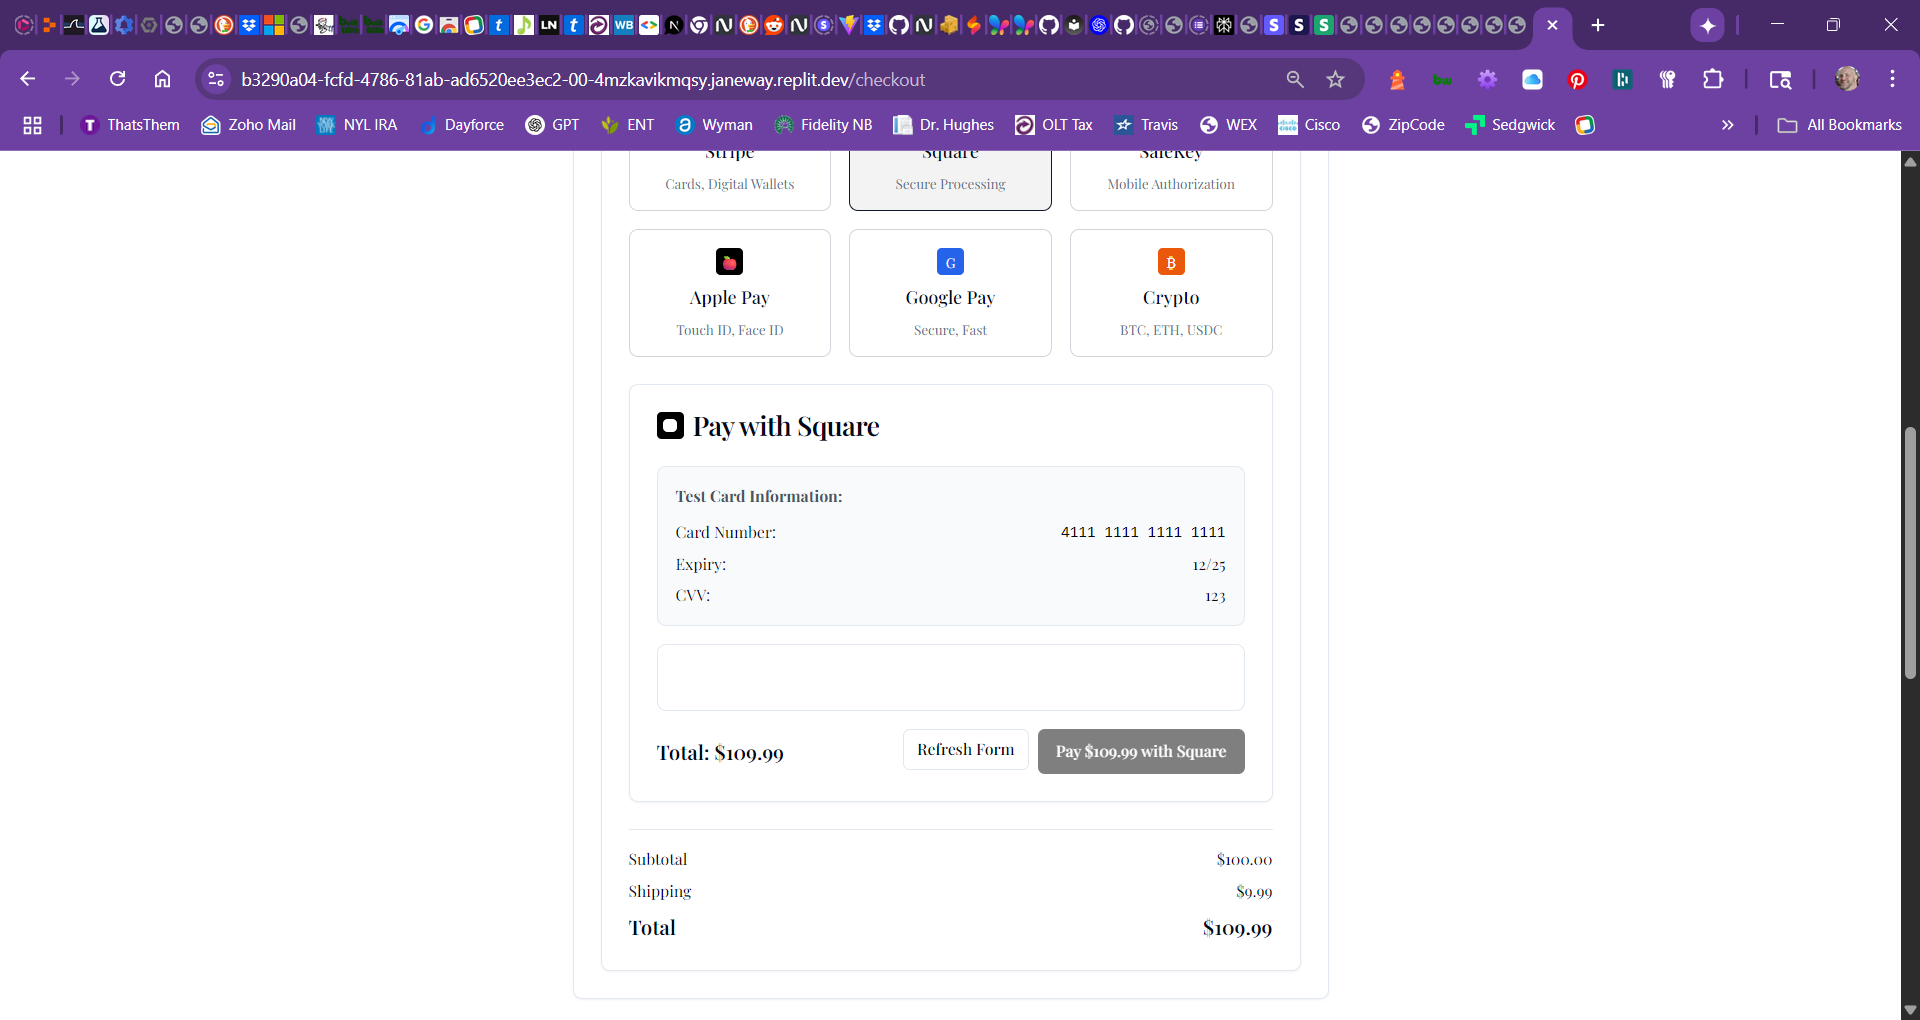 b3290a04-fcfd-4786-81ab-ad6520ee3ec2-00-4mzkavikmqsy.janeway.replit.dev/checkout
ThatsThem Zoho Mail NYL IRA Dayforce GPT ENT Wyman Fidelity NB Dr. Hughes OLT Tax Travis WEX Cisco ZipCode Sedgwick All Bookmarks
Stripe Square SafeKey
Cards, Digital Wallets Secure Processing Mobile Authorization
G
Apple Pay Google Pay Crypto
Touch ID, Face ID Secure, Fast BTC, ETH, USDC
Pay with Square
Test Card Information:
Card Number: 4111 1111 1111 1111
Expiry: 12/25
CVV: 123
Total: $109.99 Refresh Form Pay $109.99 with Square
Subtotal $100.00
Shipping $9.99
Total $109.99